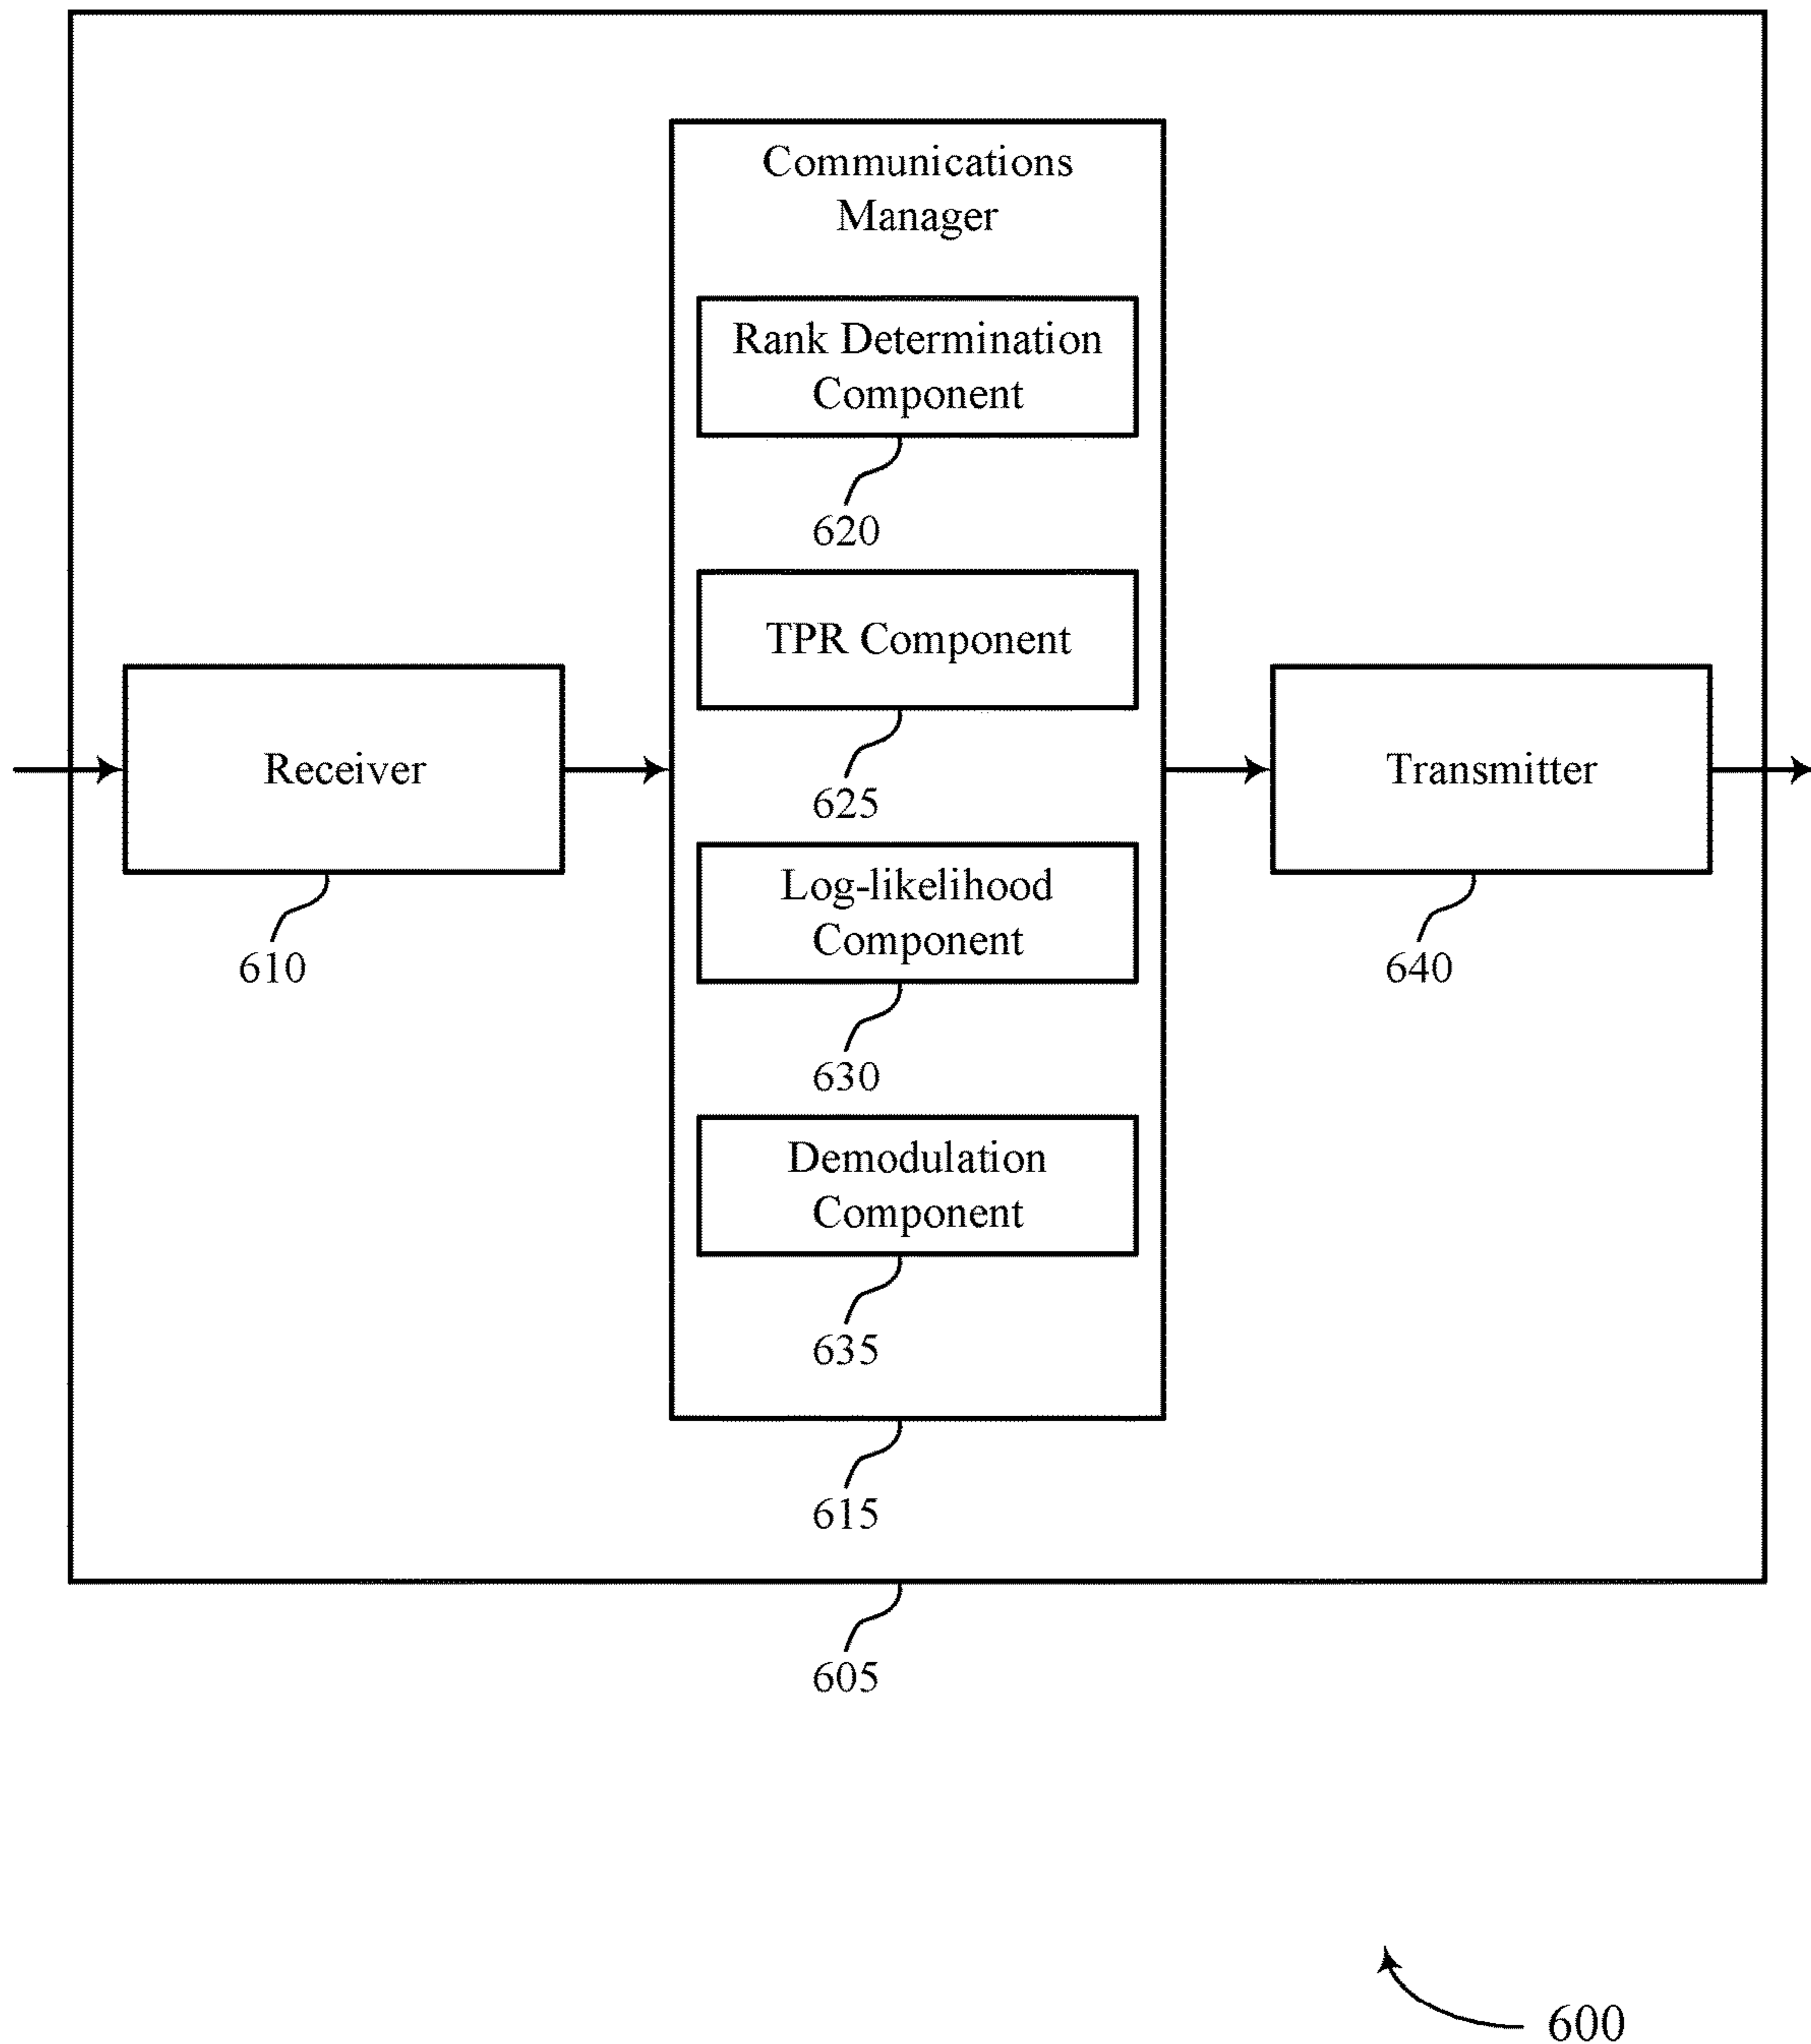 Communications
Manager
Rank Determination
Component
620
TPR Component
625
Receiver
610
Transmitter
640
Log-likelihood
Component
630
Demodulation
Component
635
615
605
600